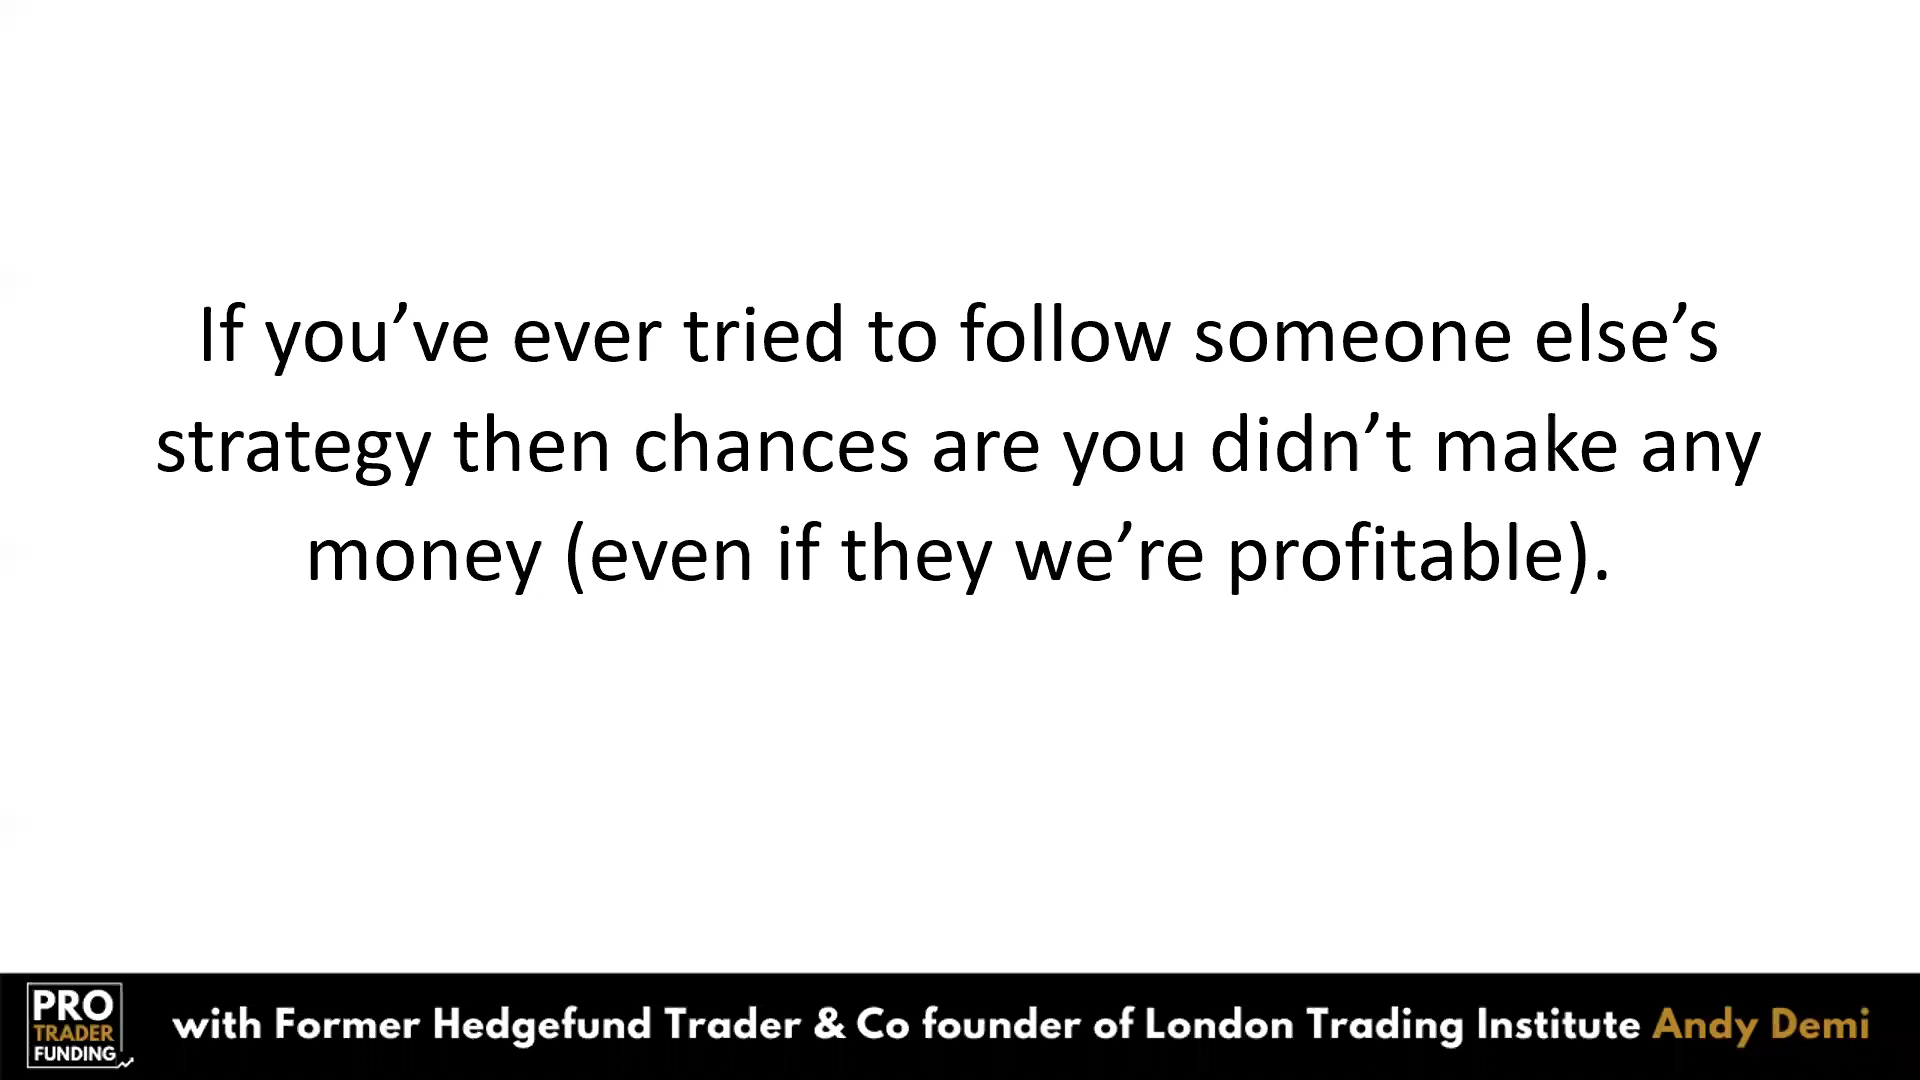 If you’ve ever tried to follow someone else’s
strategy then chances are you didn’t make any
money (even if they we’re profitable).
PRO
TRADER
FUNDING
with Former Hedgefund Trader & Co founder of London Trading Institute Andy Demi